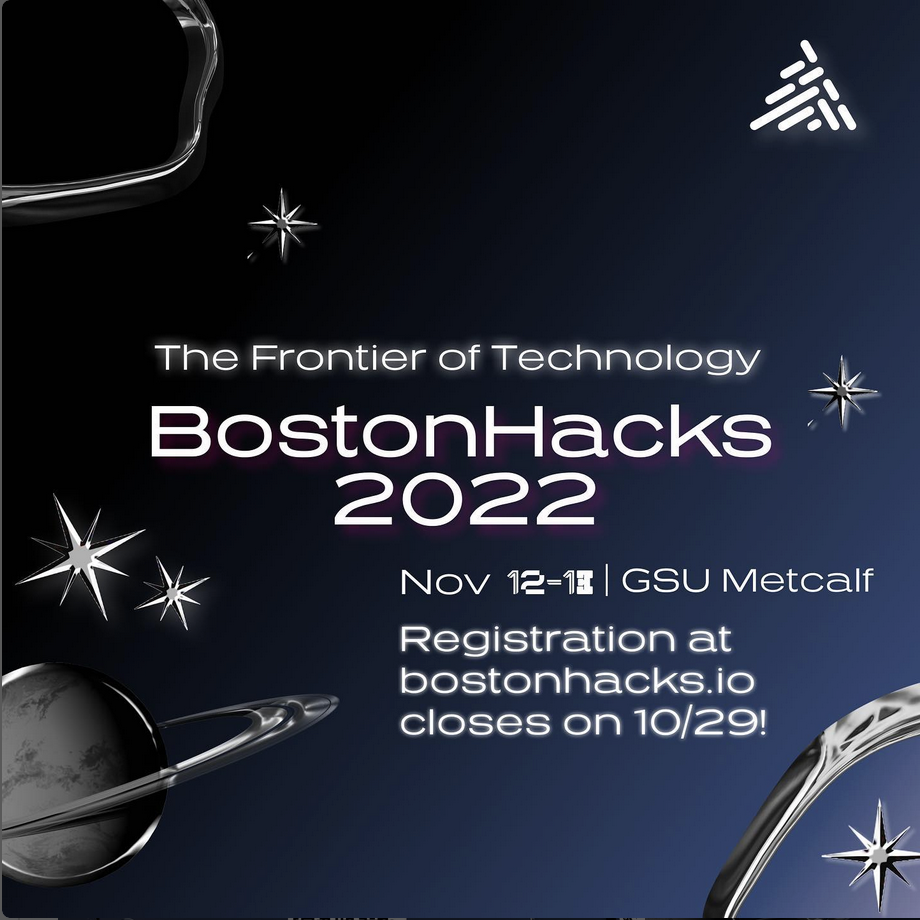 The Frontier of Technology
BostonHacks
2022
Nov 12-13 | GSU Metcalf
Registration at
bostonhacks.io
closes on 10/29!